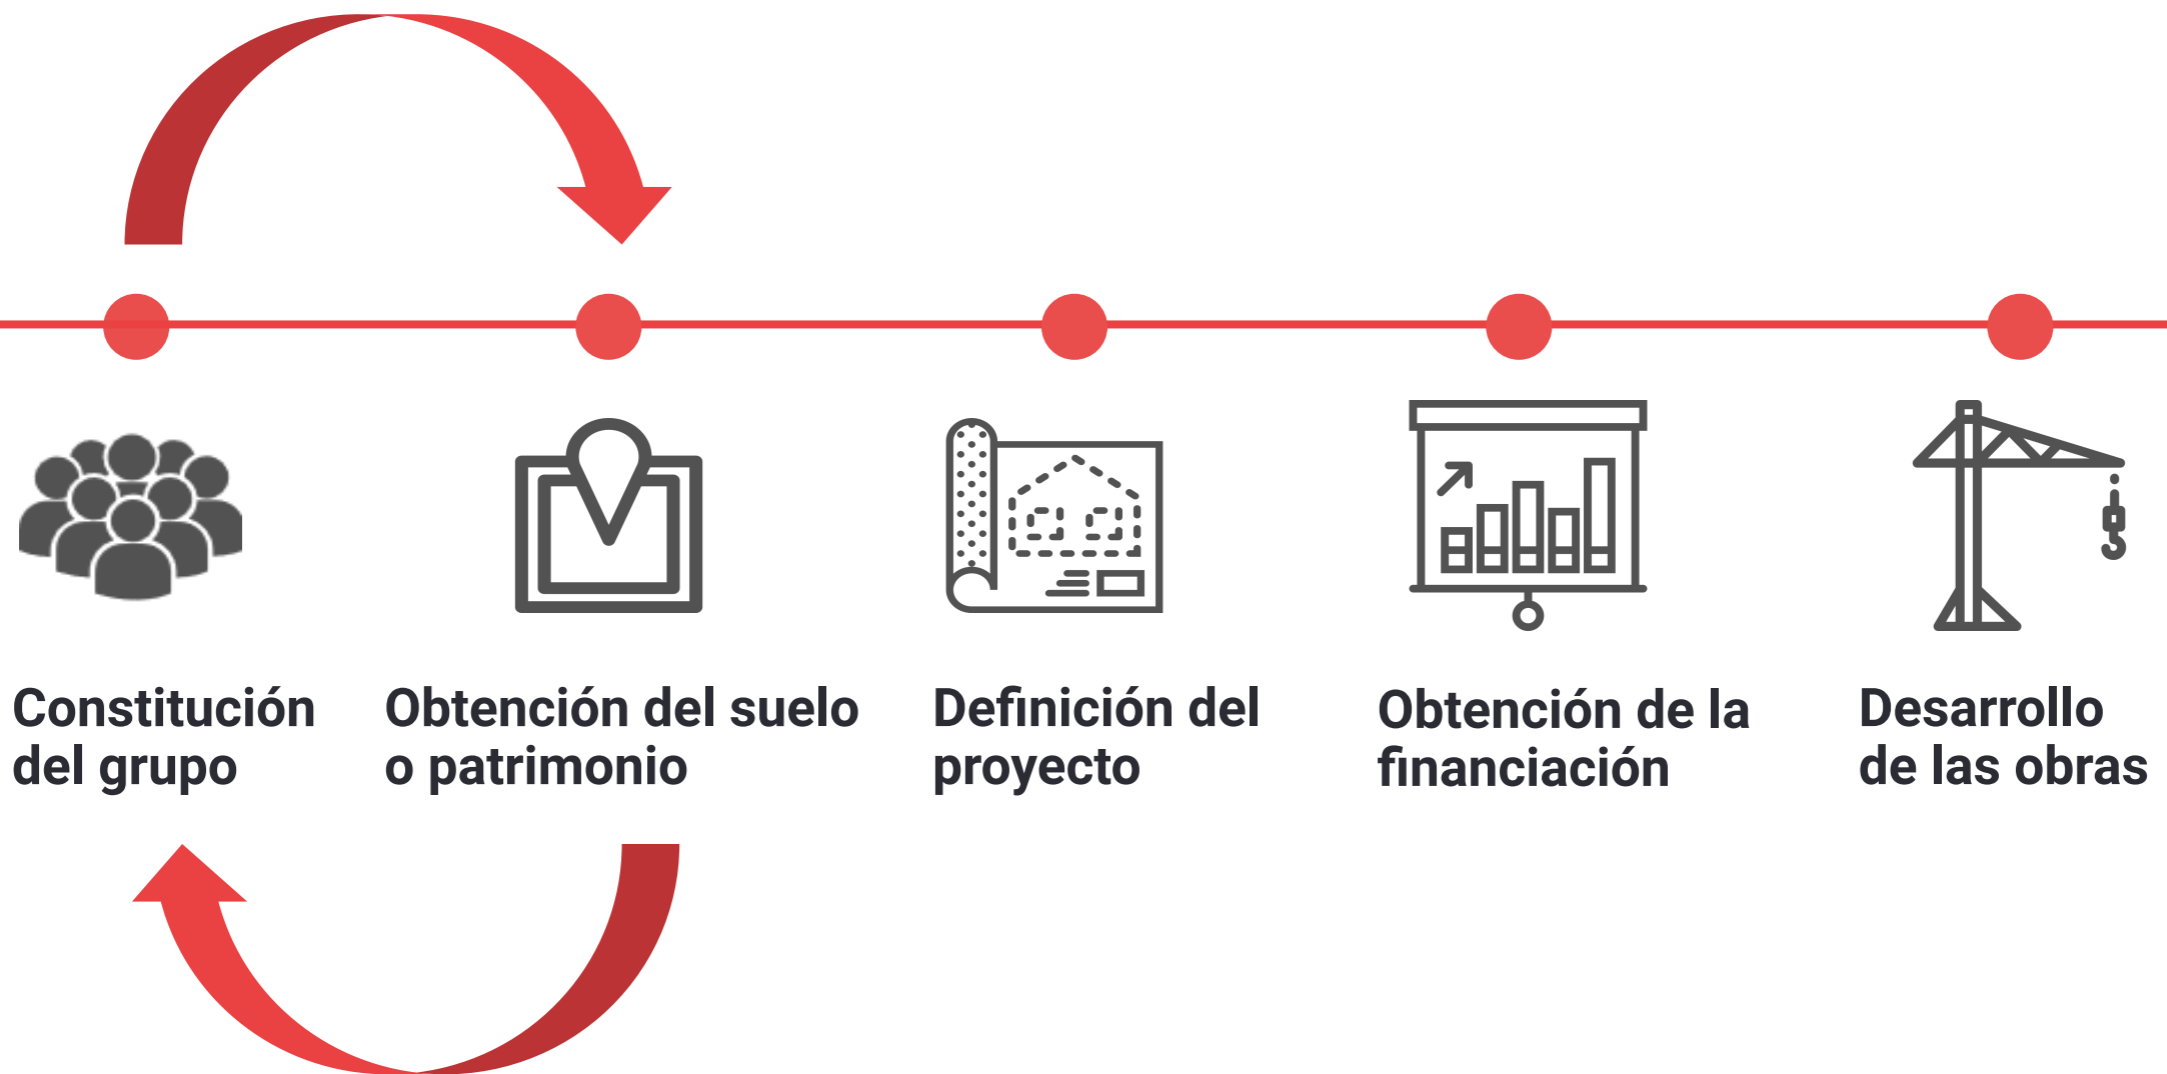 Constitución
del grupo
Obtención del suelo
o patrimonio
Definición del
proyecto
Obtención de la
financiación
Desarrollo
de las obras